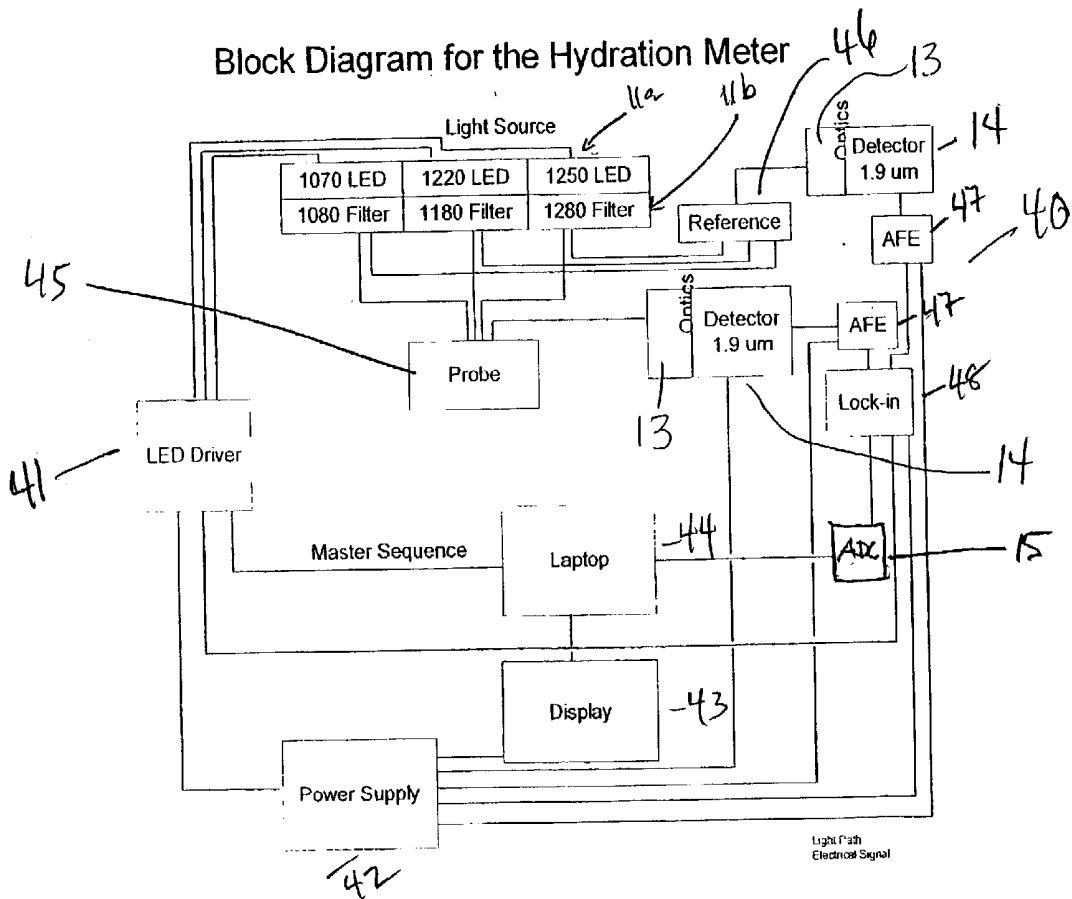 Block Diagram for the Hydration Meter
46
13
11a
11b
Light Source
Optics
Detector
1.9 um
14
1070 LED
1220 LED
1250 LED
1080 Filter
1180 Filter
1280 Filter
Reference
47
AFE
40
45
Optics
Detector
1.9 um
AFE
47
Probe
48
Lock-in
13
LED Driver
41
14
Master Sequence
Laptop
44
ADC
15
Display
43
Power Supply
42
Light Path
Electrical Signal